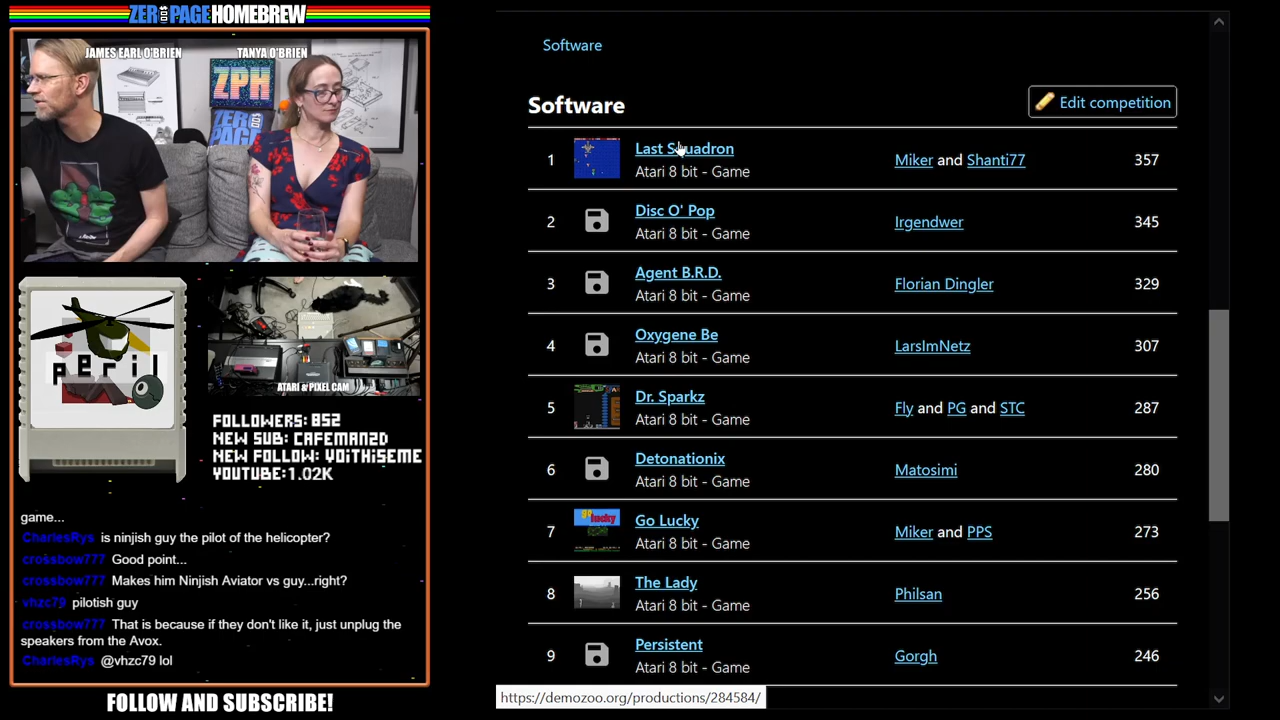 ZEROPAGE HOMEBREW
JAMES EARL O'BRIEN
TANYA O'BRIEN
ZPH
ZERO
PAGE
peril
ATARI & PIXEL CAM
FOLLOWERS: 852
NEW SUB: CAFEMAN2D
NEW FOLLOW: VOITHISEME
YOUTUBE:1.02K
game...
CharlesRys is ninjish guy the pilot of the helicopter?
crossbow777 Good point...
crossbow777 Makes him Ninjish Aviator vs guy...right?
vhzc79 pilotish guy
crossbow777 That is because if they don't like it, just unplug the
speakers from the Avox.
CharlesRys @vhzc79 lol
FOLLOW AND SUBSCRIBE!
Software
Software
Edit competition
1 Last Squadron Miker and Shanti77 357
Atari 8 bit - Game
2 Disc O' Pop Irgendwer 345
Atari 8 bit - Game
3 Agent B.R.D. Florian Dingler 329
Atari 8 bit - Game
4 Oxygene Be LarsImNetz 307
Atari 8 bit - Game
5 Dr. Sparkz Fly and PG and STC 287
Atari 8 bit - Game
6 Detonationix Matosimi 280
Atari 8 bit - Game
7 Go Lucky Miker and PPS 273
Atari 8 bit - Game
8 The Lady Philsan 256
Atari 8 bit - Game
9 Persistent Gorgh 246
Atari 8 bit - Game
https://demozoo.org/productions/284584/